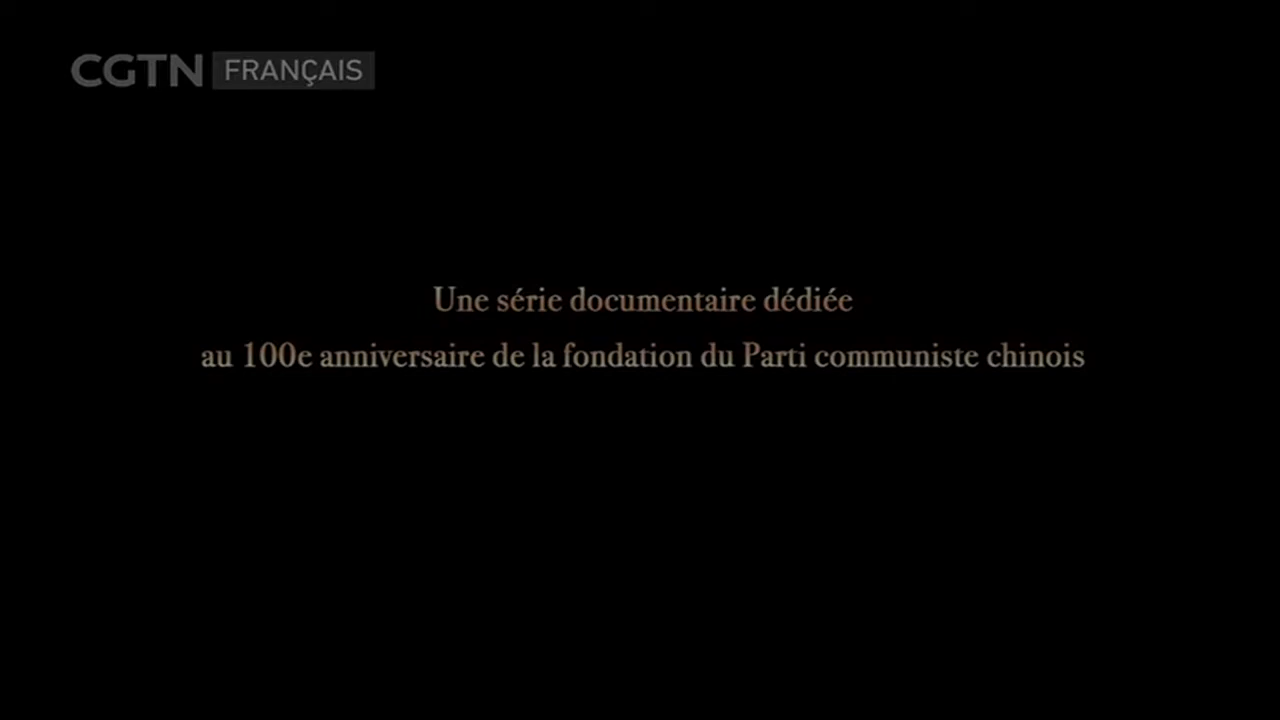 CGTN FRANÇAIS
Une série documentaire dédiée
au 100e anniversaire de la fondation du Parti communiste chinois